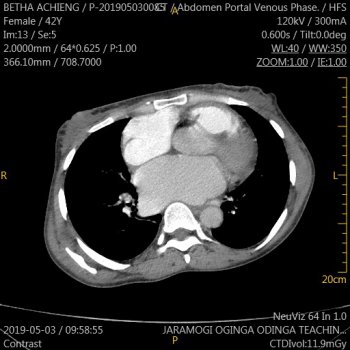 BETHA ACHIENG / P-201905030085
CT / Abdomen Portal Venous Phase. / HFS
A
Female / 42Y
120kV / 300mA
Im:13 / Se:5
0.600s / Tilt:0.0deg
2.0000mm / 64*0.625 / P:1.00
WL:40 / WW:350
366.10mm / 708.7000
ZOOM:1.00 / IE:1.00
R
L
20cm
NeuViz 64 In 1.0
2019-05-03 / 09:58:55
JARAMOGI OGINGA ODINGA TEACHIN...
Contrast
P
CTDIvol:11.9mGy